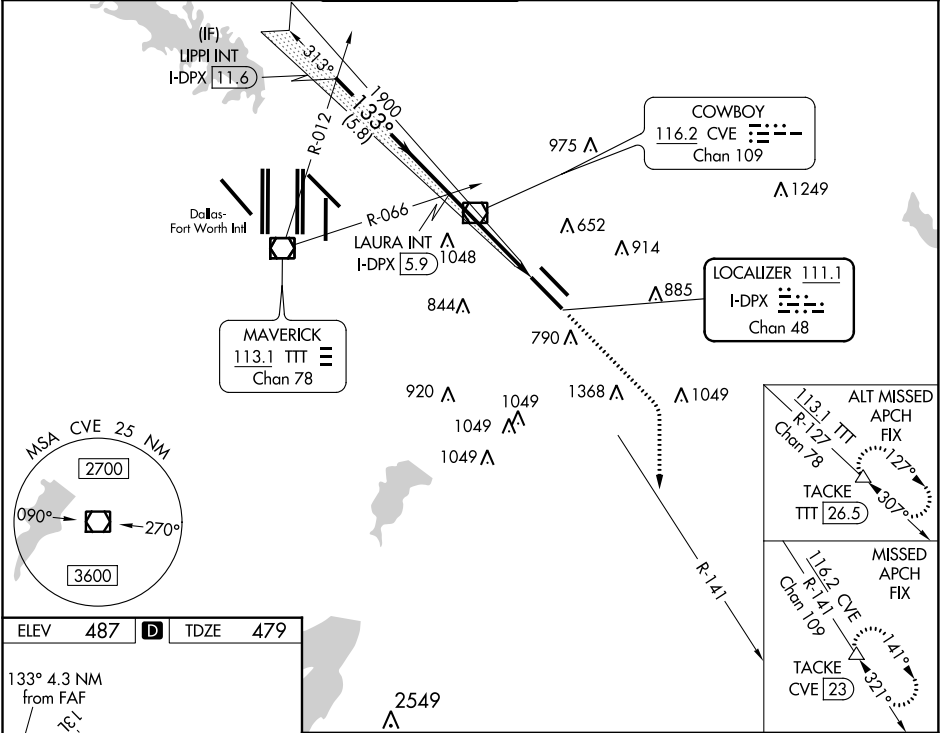 (IF)
LIPPI INT
I-DPX 11.6
313°
1900
133°
(5.8)
R-012
COWBOY
116.2 CVE
Chan 109
975
1249
Dallas-
Fort Worth Intl
R-066
652
914
LAURA INT
I-DPX 5.9
1048
LOCALIZER 111.1
I-DPX
Chan 48
885
844
790
MAVERICK
113.1 TTT
Chan 78
920
1368
1049
1049
1049
1049
MSA CVE 25 NM
2700
090°
270°
3600
R-141
113.1 TTT
R-127
Chan 78
ALT MISSED
APCH
FIX
127°
307°
TACKE
TTT 26.5
116.2 CVE
R-141
Chan 109
MISSED
APCH
FIX
141°
321°
TACKE
CVE 23
ELEV 487 D TDZE 479
133° 4.3 NM
from FAF
13L
2549